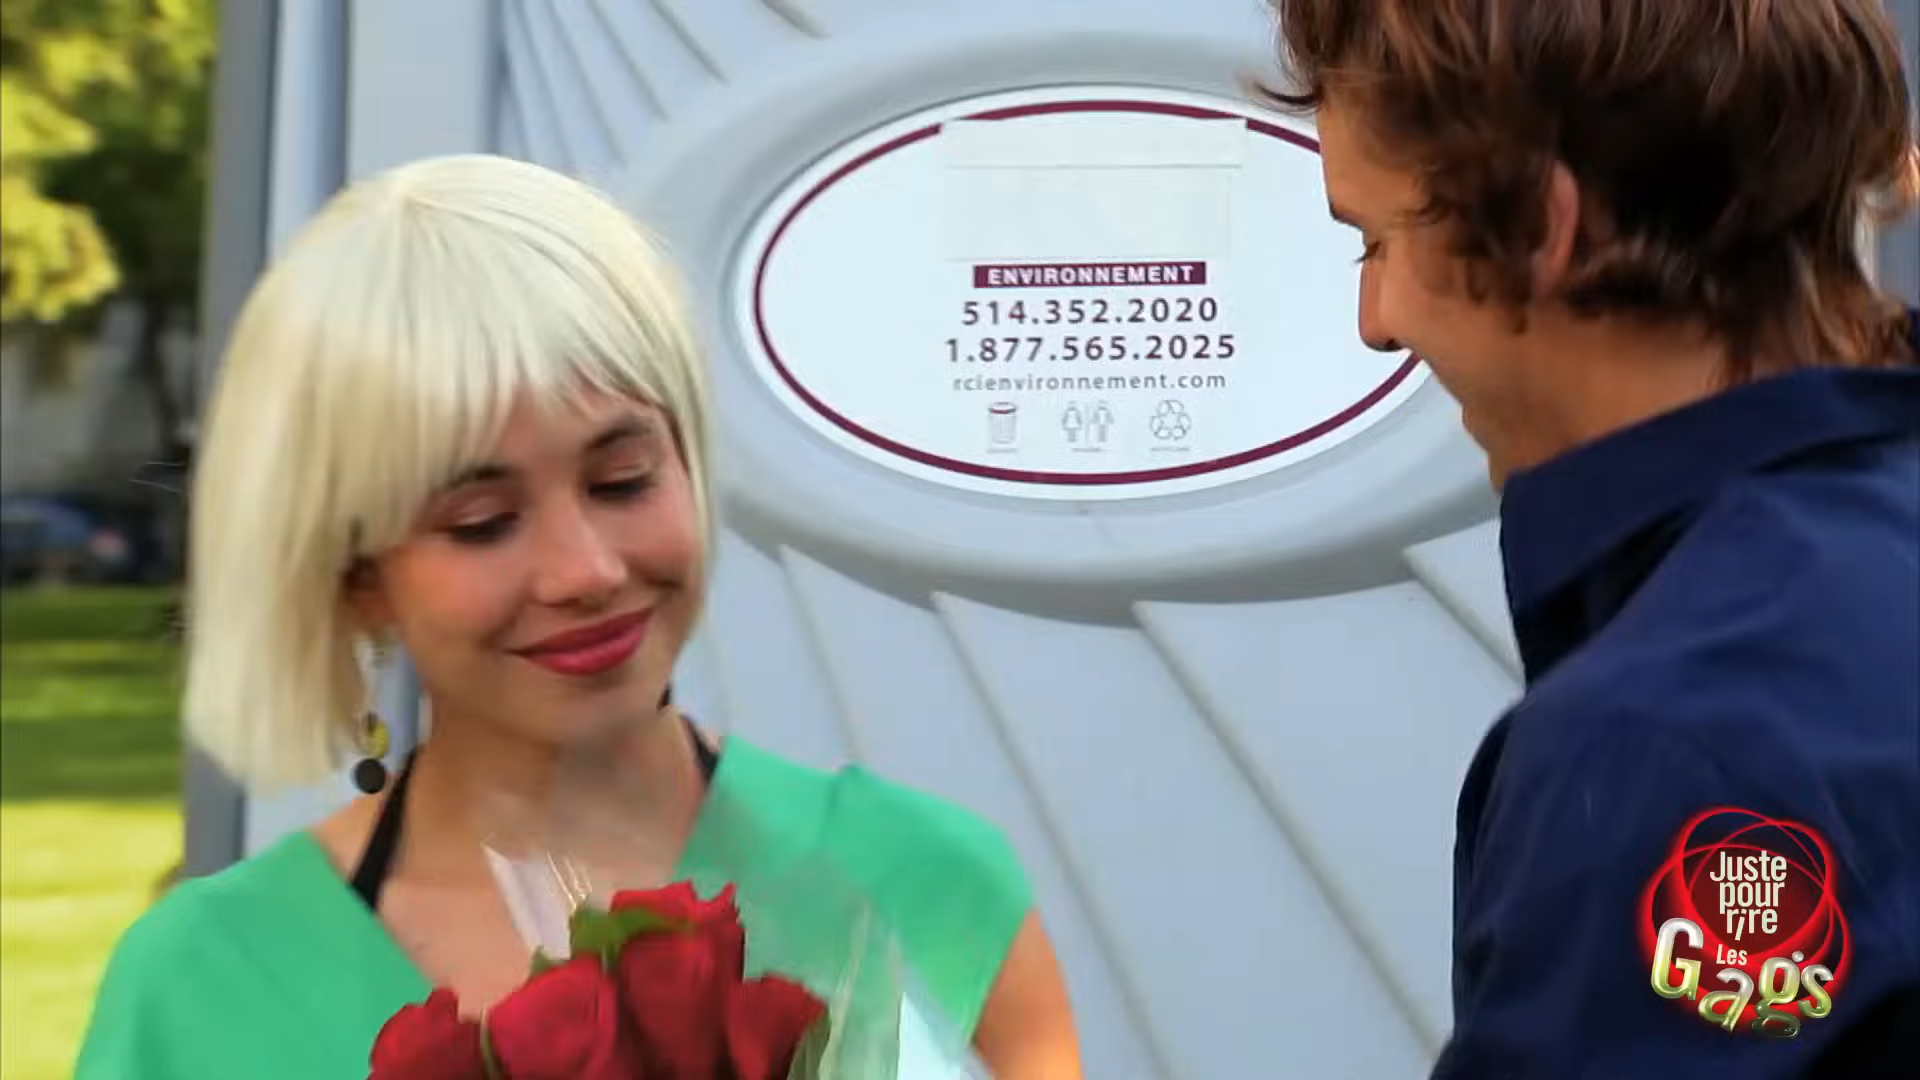 ENVIRONNEMENT
514.352.2020
1.877.565.2025
rcienvironnement.com
Juste
pour
rire
Les
Gags